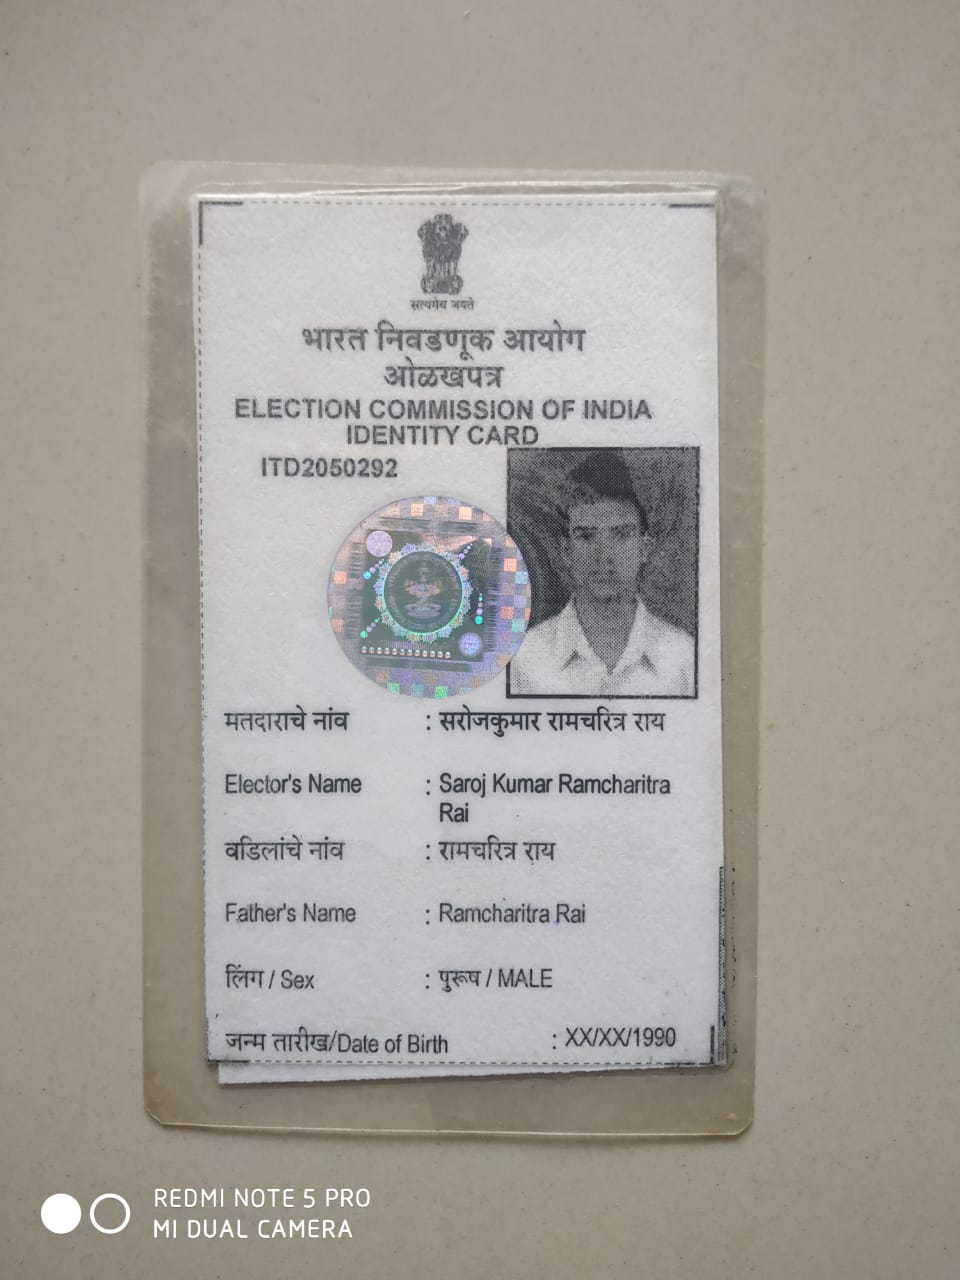 सत्यमेव जयते
भारत निवडणूक आयोग
ओळखपत्र
ELECTION COMMISSION OF INDIA
IDENTITY CARD
ITD2050292
मतदाराचे नांव : सरोजकुमार रामचरित्र राय
Elector's Name : Saroj Kumar Ramcharitra
Rai
वडिलांचे नांव : रामचरित्र राय
Father's Name : Ramcharitra Rai
लिंग / Sex : पुरूष / MALE
जन्म तारीख/Date of Birth : XX/XX/1990
REDMI NOTE 5 PRO
MI DUAL CAMERA